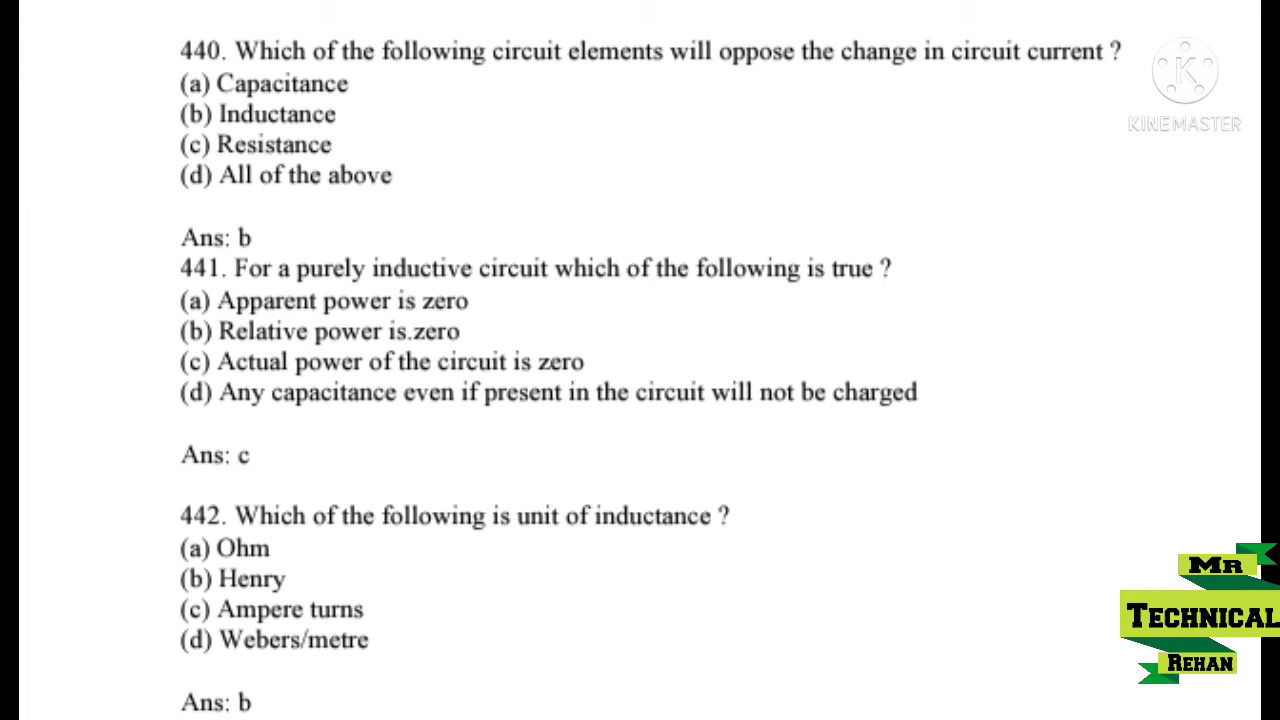 440. Which of the following circuit elements will oppose the change in circuit current ?
(a) Capacitance
(b) Inductance
(c) Resistance
(d) All of the above
Ans: b
441. For a purely inductive circuit which of the following is true ?
(a) Apparent power is zero
(b) Relative power is.zero
(c) Actual power of the circuit is zero
(d) Any capacitance even if present in the circuit will not be charged
Ans: c
442. Which of the following is unit of inductance ?
(a) Ohm
(b) Henry
(c) Ampere turns
(d) Webers/metre
Ans: b
K
KINEMASTER
MR
TECHNICAL
REHAN